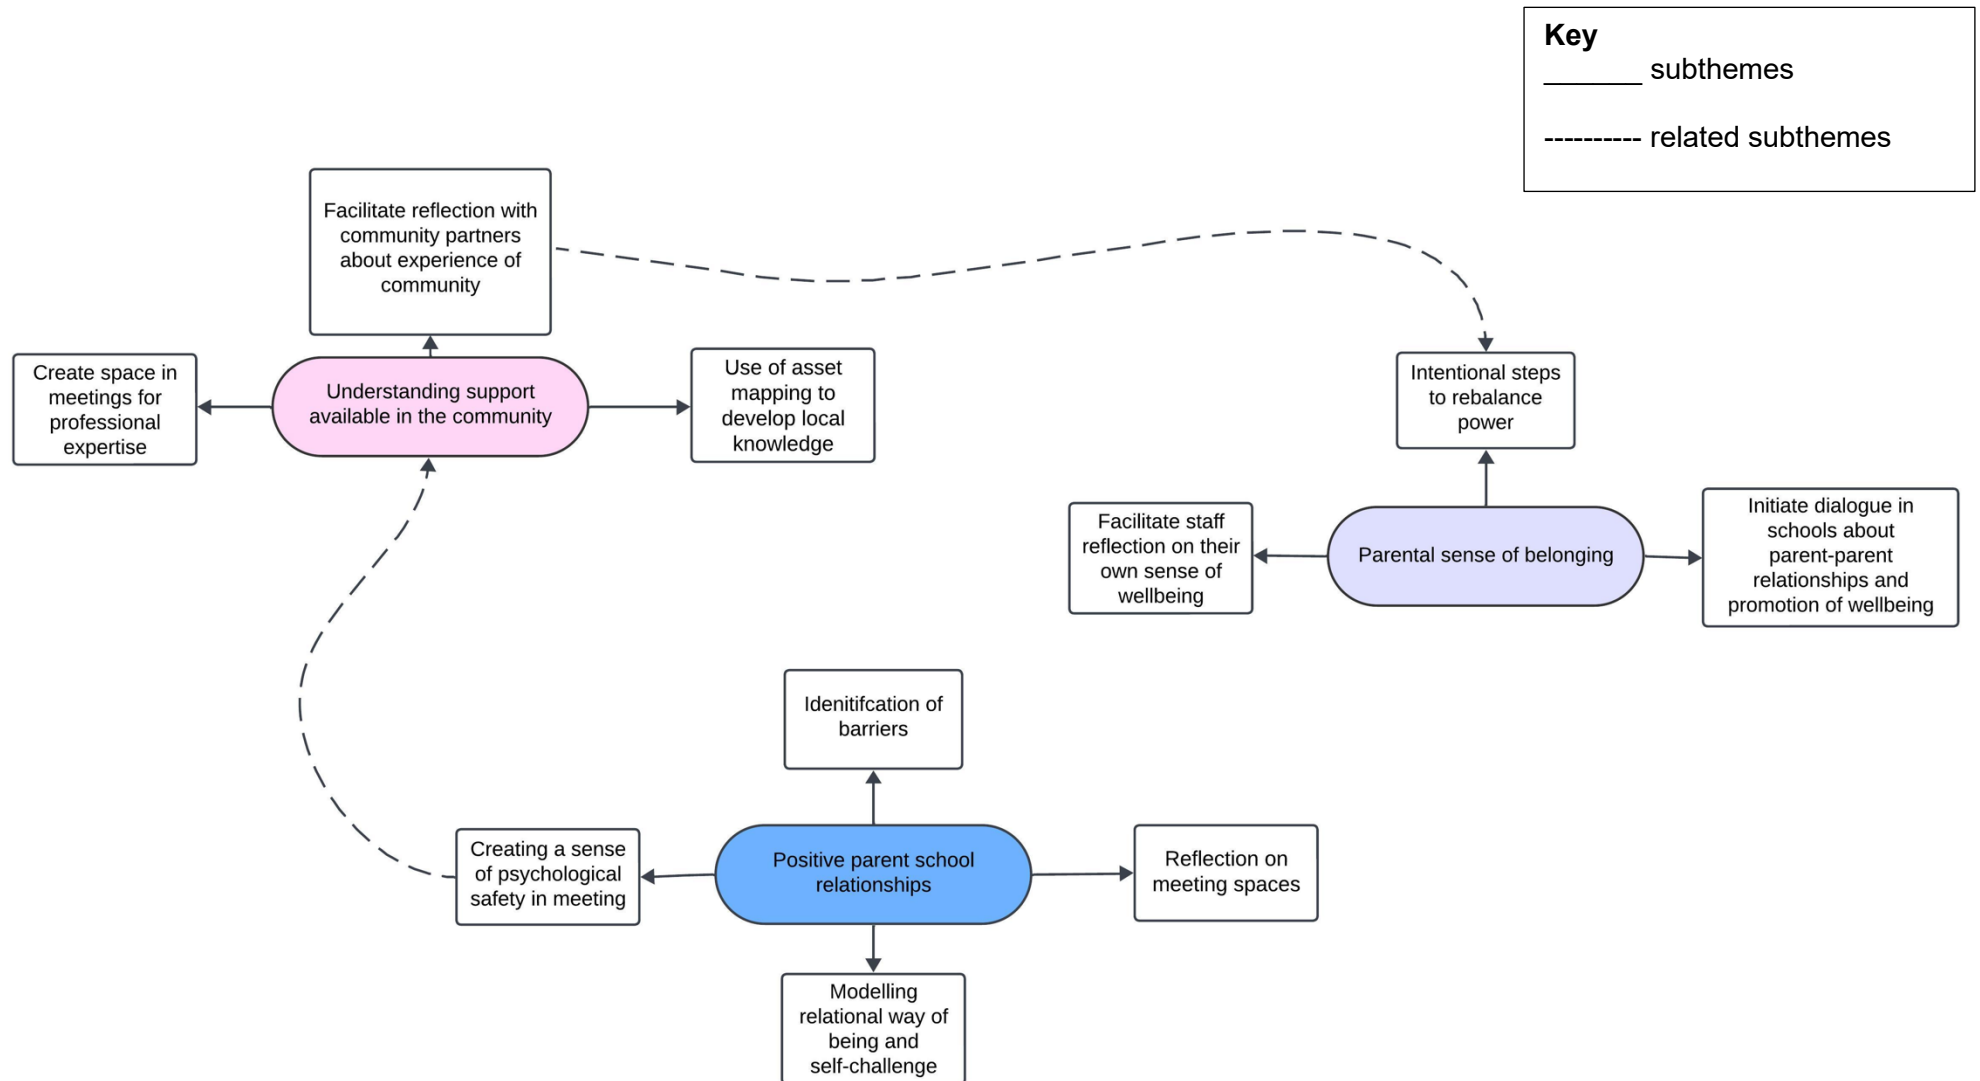 Key
_______ subthemes
---------- related subthemes
Facilitate reflection with
community partners
about experience of
community
Create space in
meetings for
professional
expertise
Understanding support
available in the community
Use of asset
mapping to
develop local
knowledge
Intentional steps
to rebalance
power
Facilitate staff
reflection on their
own sense of
wellbeing
Parental sense of belonging
Initiate dialogue in
schools about
parent-parent
relationships and
promotion of wellbeing
Idenitifcation of
barriers
Creating a sense
of psychological
safety in meeting
Positive parent school
relationships
Reflection on
meeting spaces
Modelling
relational way of
being and
self-challenge